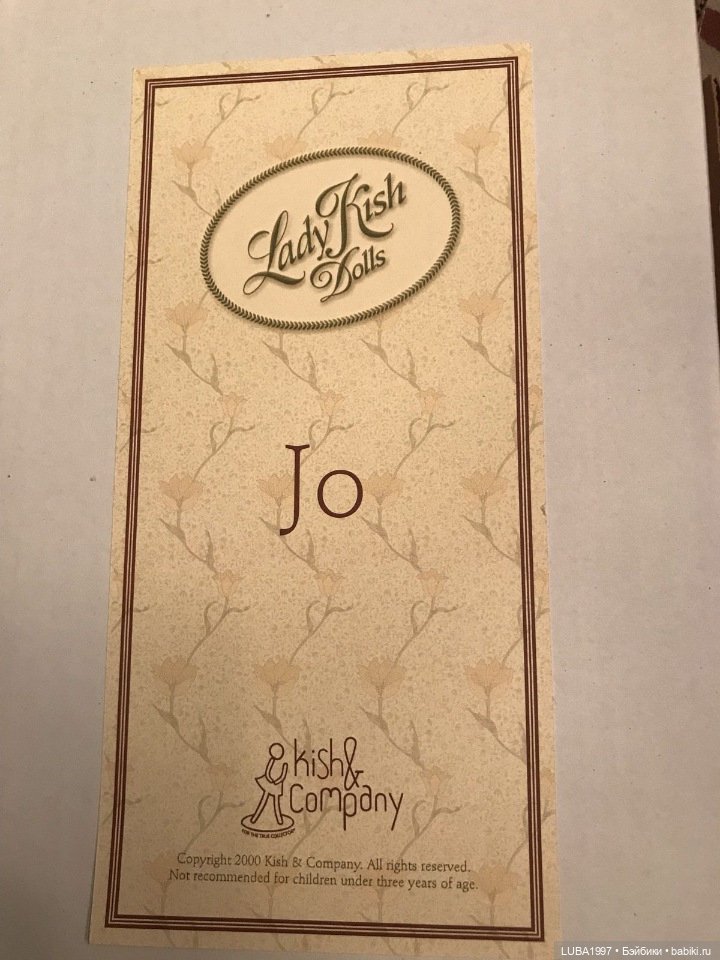 Lady Kish
Dolls
Jo
kish&
Company
FOR THE TRUE COLLECTOR
Copyright 2000 Kish & Company. All rights reserved.
Not recommended for children under three years of age.
LUBA1997 • Бэйбики • babiki.ru